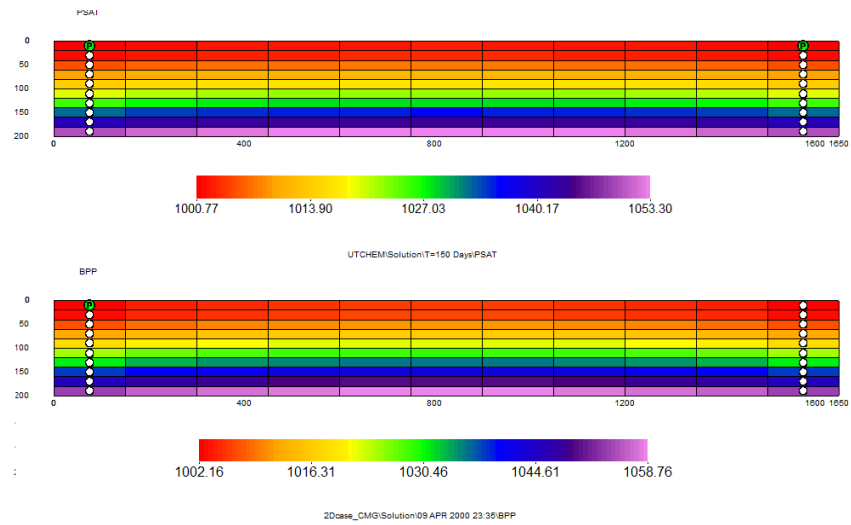 PSAT
P P
0
50
100
150
200
0 400 800 1200 1600 1650
1000.77 1013.90 1027.03 1040.17 1053.30
UTCHEM\Solution\T=150 Days\PSAT
BPP
P
0
50
100
150
200
0 400 800 1200 1600 1650
1002.16 1016.31 1030.46 1044.61 1058.76
2Dcase_CMG\Solution\09 APR 2000 23:35\BPP